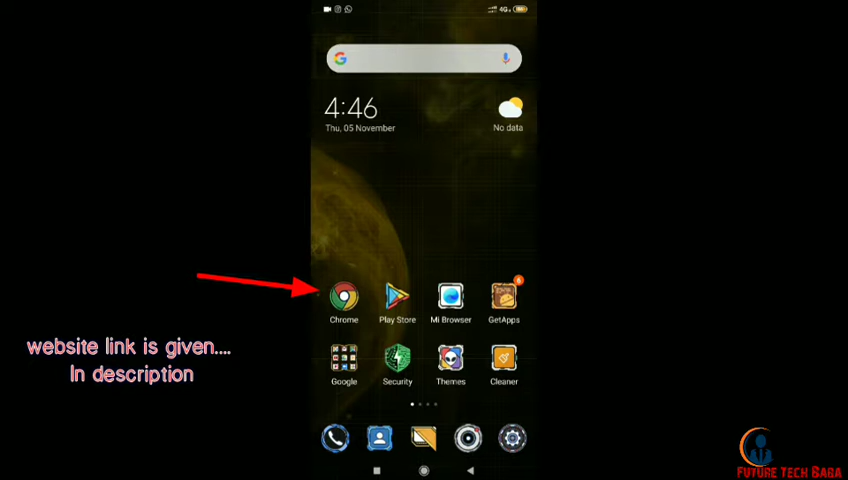 4G
4:46
Thu, 05 November
No data
Chrome
Play Store
Mi Browser
GetApps
website link is given....
In description
Google
Security
Themes
Cleaner
FUTURE TECH BABA